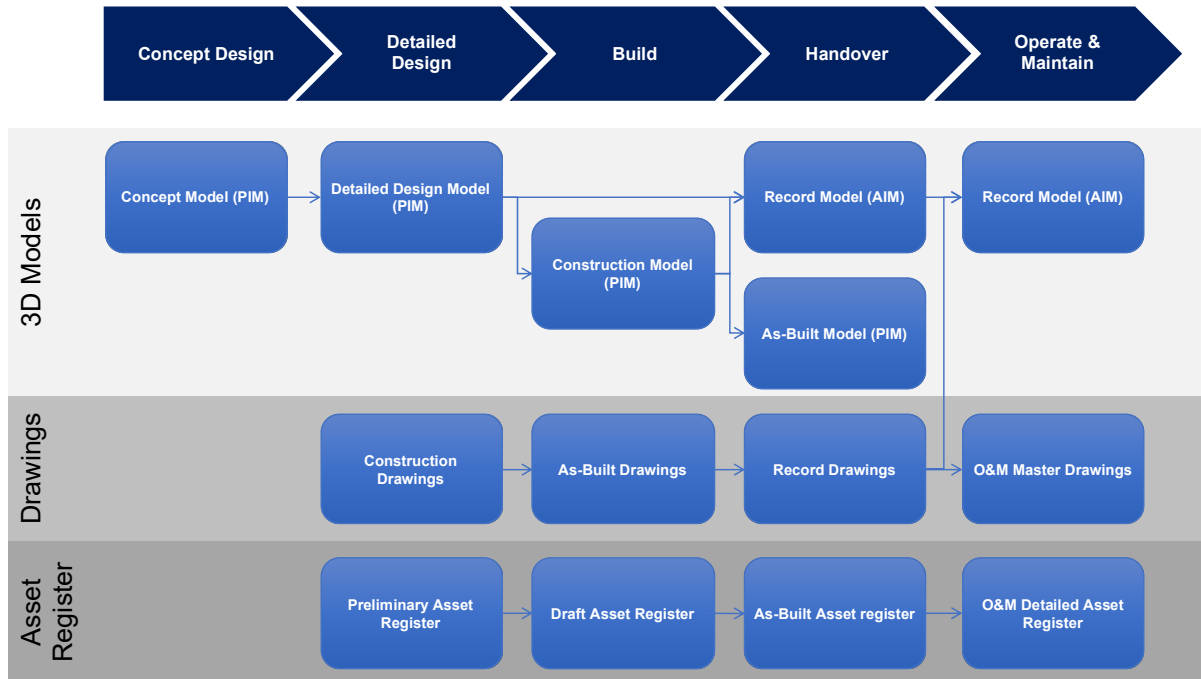 Concept Design
Detailed
Design
Build
Handover
Operate &
Maintain
3D Models
Concept Model (PIM)
Detailed Design Model
(PIM)
Record Model (AIM)
Record Model (AIM)
Construction Model
(PIM)
As-Built Model (PIM)
Drawings
Construction
Drawings
As-Built Drawings
Record Drawings
O&M Master Drawings
Asset
Register
Preliminary Asset
Register
Draft Asset Register
As-Built Asset register
O&M Detailed Asset
Register